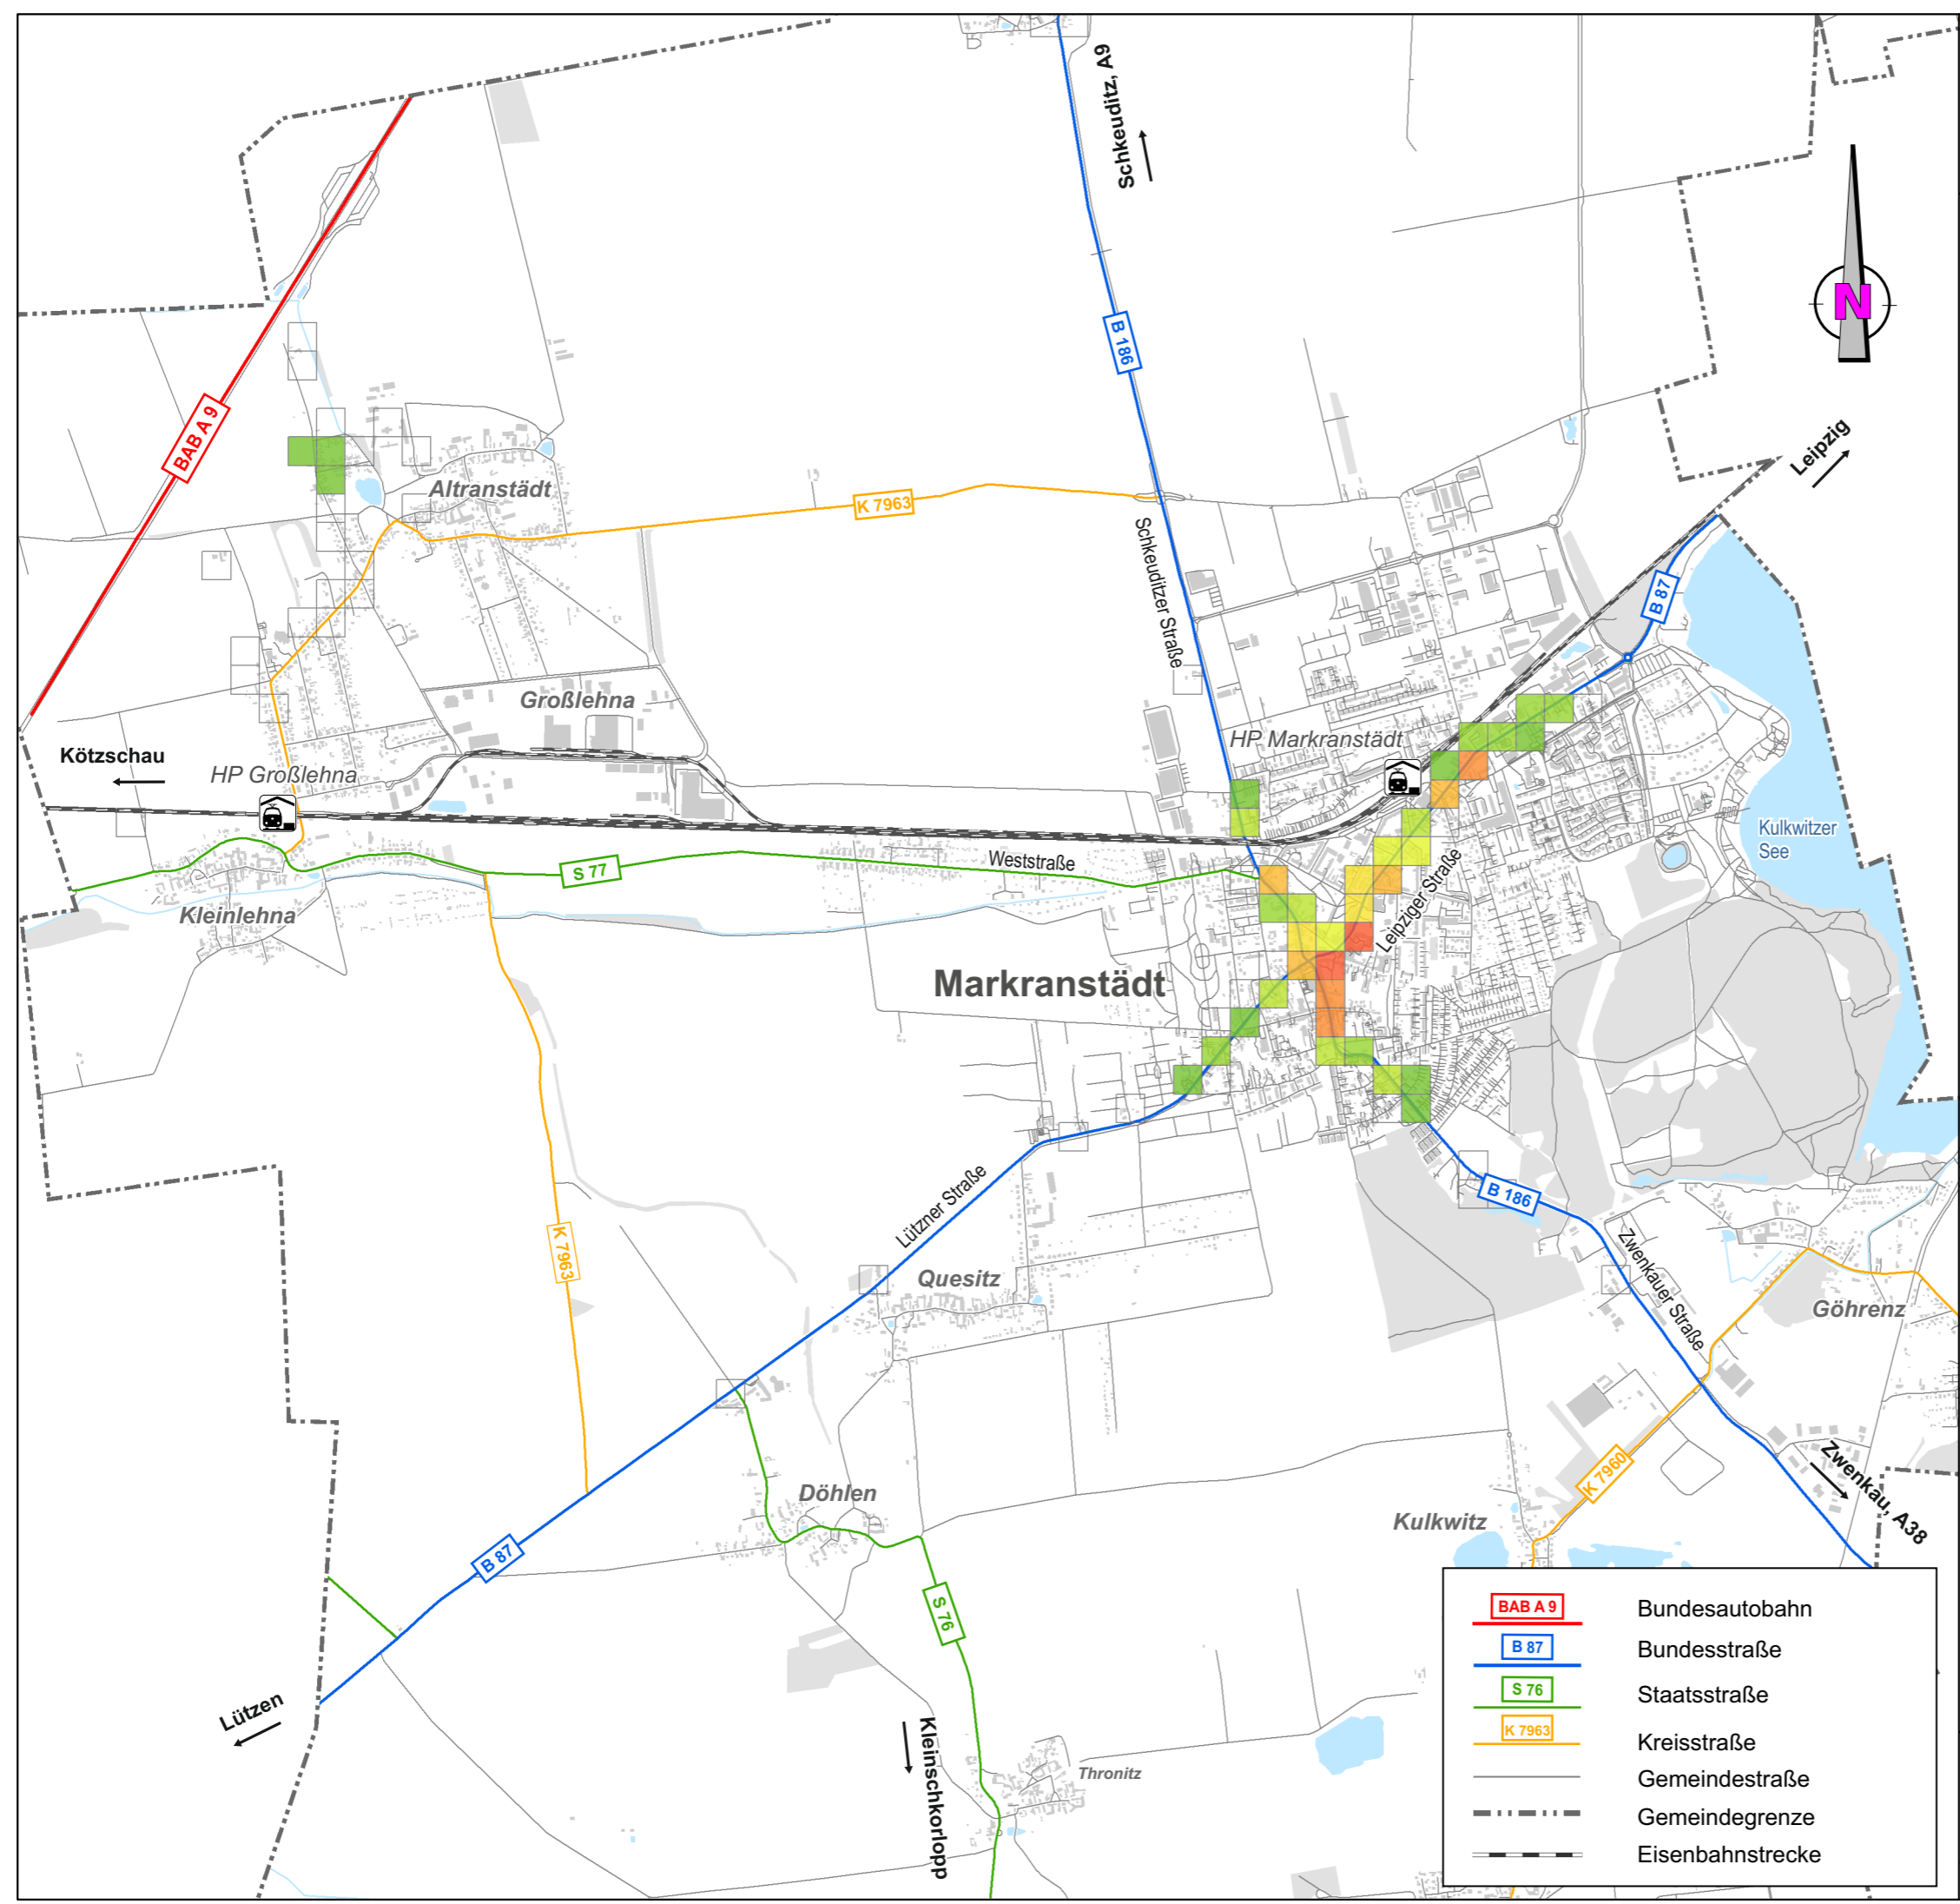 Schkeuditz, A9
N
B 186
BAB A 9
Leipzig
Altranstädt
K 7963
Schkeuditzer Straße
B 87
Großlehna
HP Markranstädt
Kötzschau
HP Großlehna
Kulkwitzer
See
Weststraße
S 77
Leipziger Straße
Kleinlehna
Markranstädt
Lützner Straße
B 186
K 7963
Zwenkauer Straße
Quesitz
Göhrenz
Zwenkau, A38
K 7960
Döhlen
Kulkwitz
B 87
S 76
Lützen
Kleinschkorlopp
Thronitz
BAB A 9 Bundesautobahn
B 87 Bundesstraße
S 76 Staatsstraße
K 7963 Kreisstraße
Gemeindestraße
Gemeindegrenze
Eisenbahnstrecke